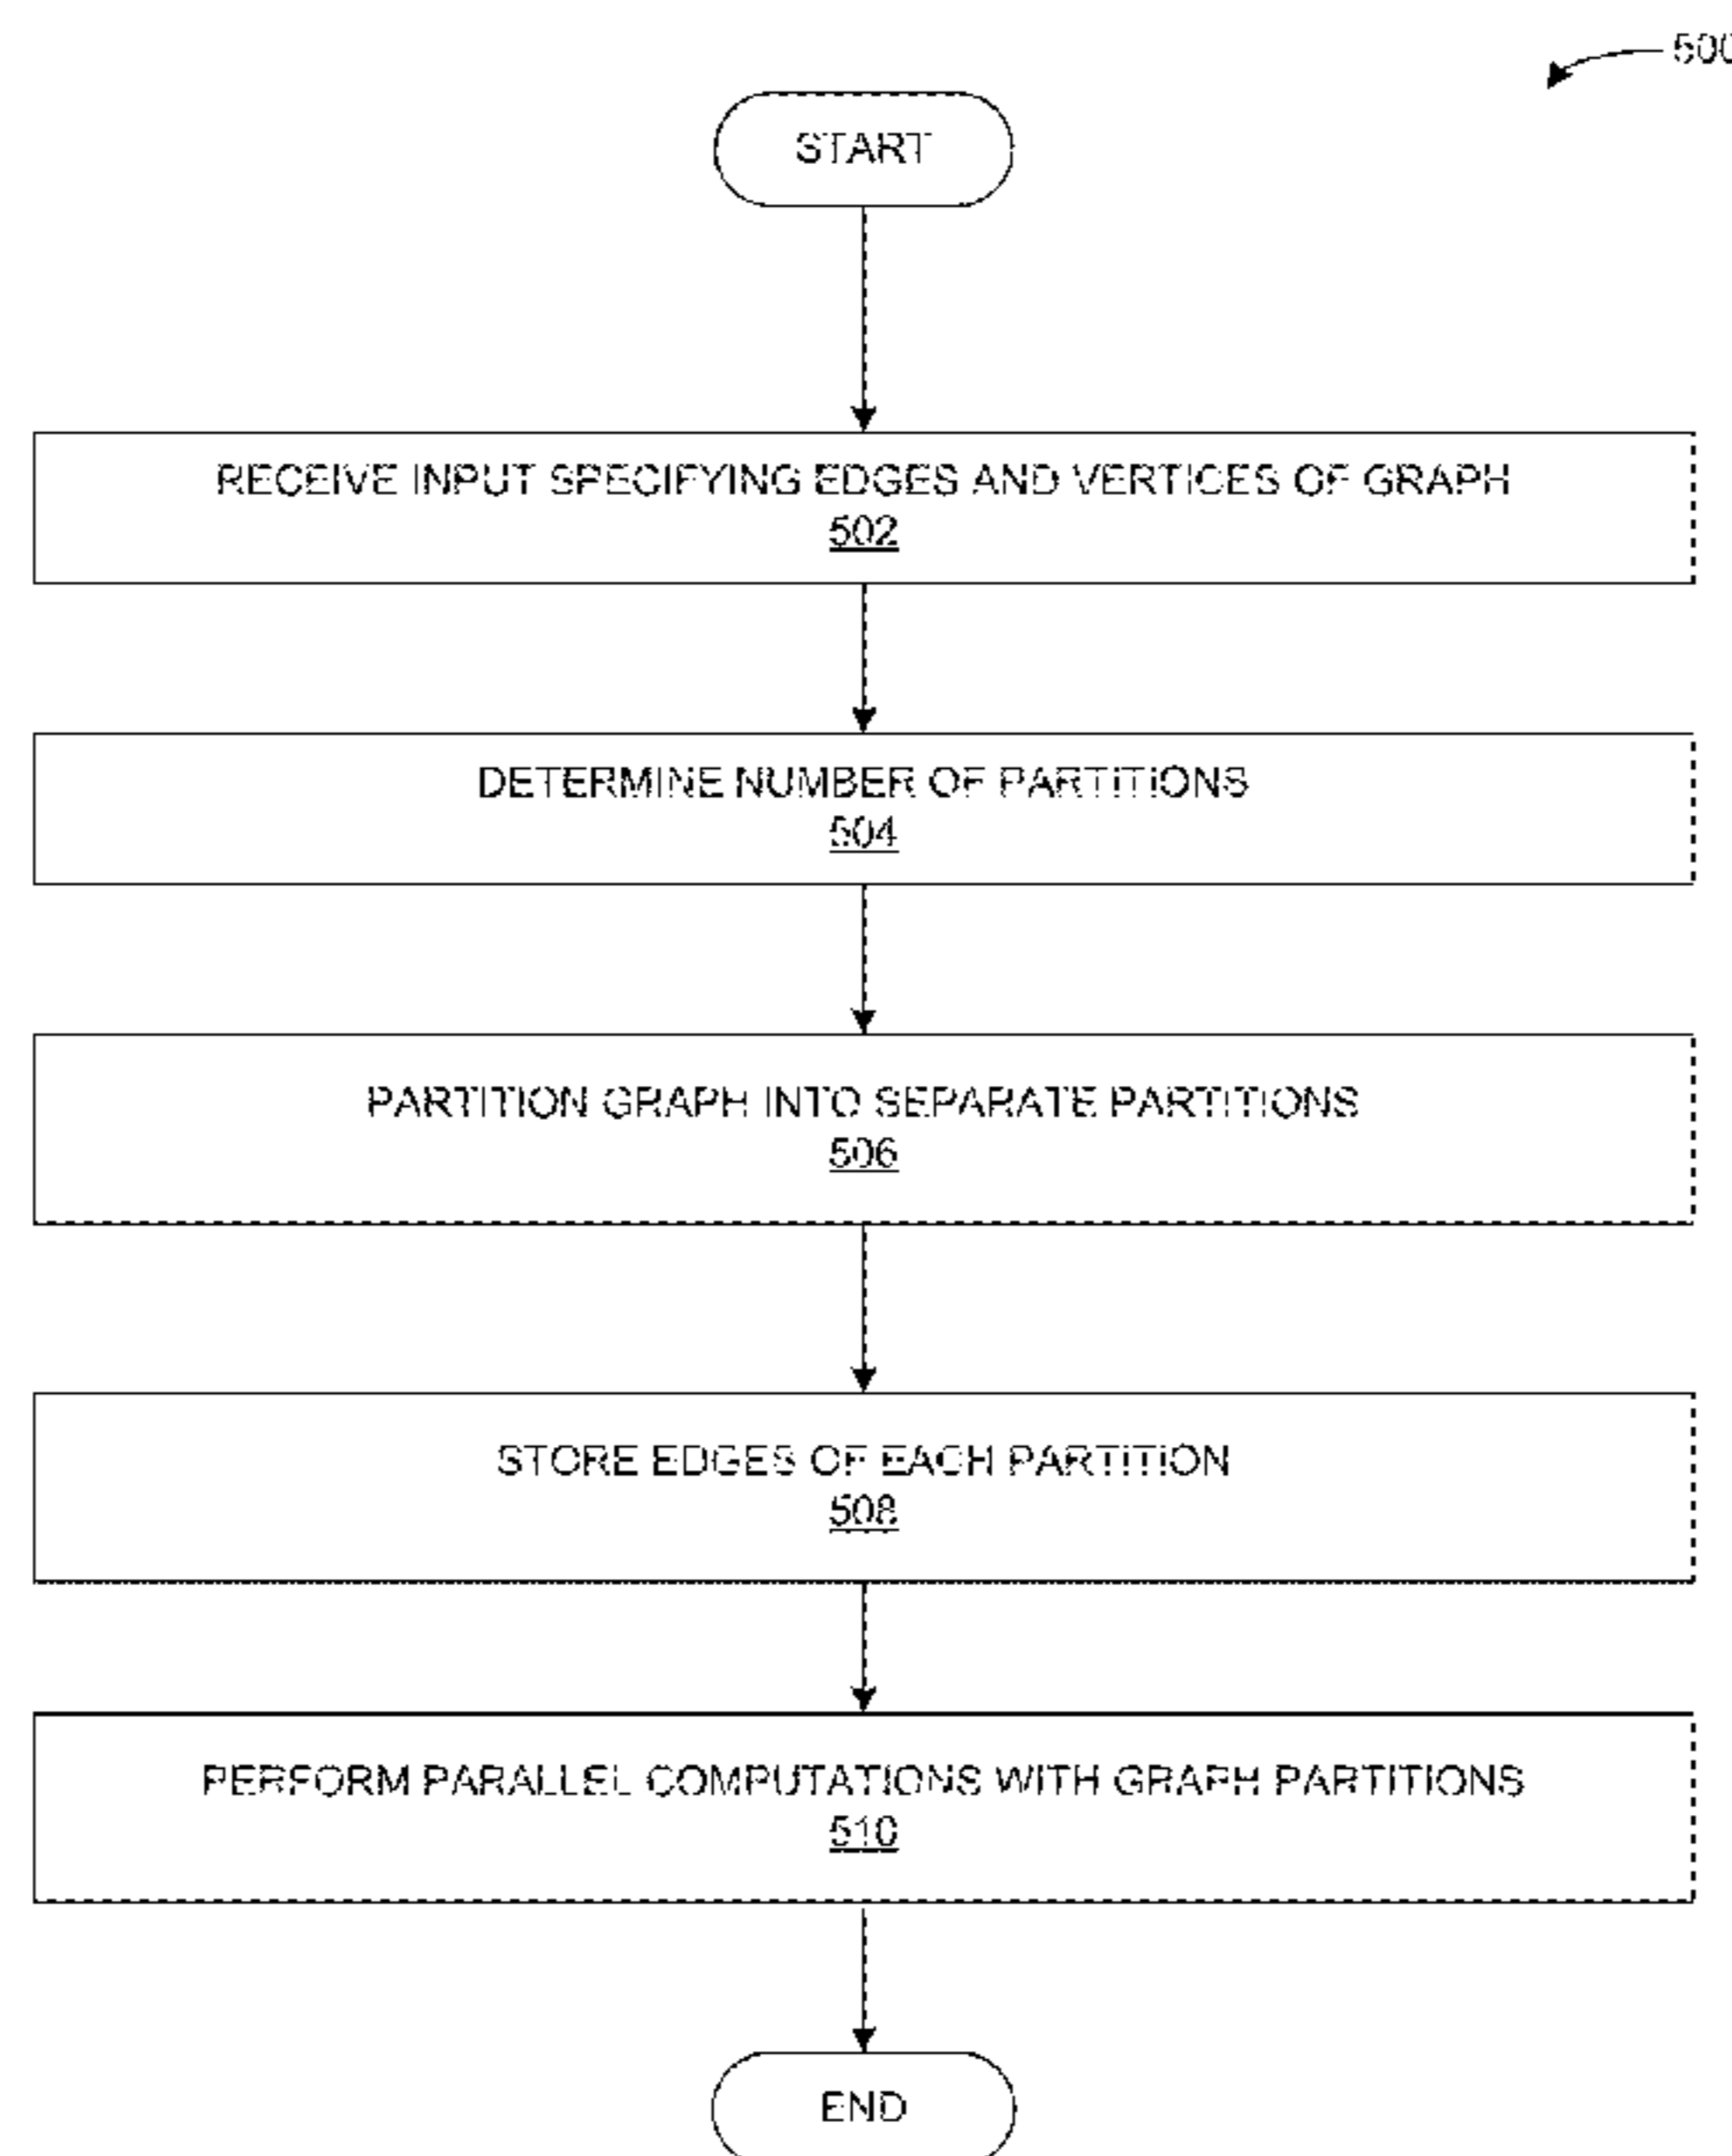 500
START
RECEIVE INPUT SPECIFYING EDGES AND VERTICES OF GRAPH
502
DETERMINE NUMBER OF PARTITIONS
504
PARTITION GRAPH INTO SEPARATE PARTITIONS
506
STORE EDGES OF EACH PARTITION
508
PERFORM PARALLEL COMPUTATIONS WITH GRAPH PARTITIONS
510
END